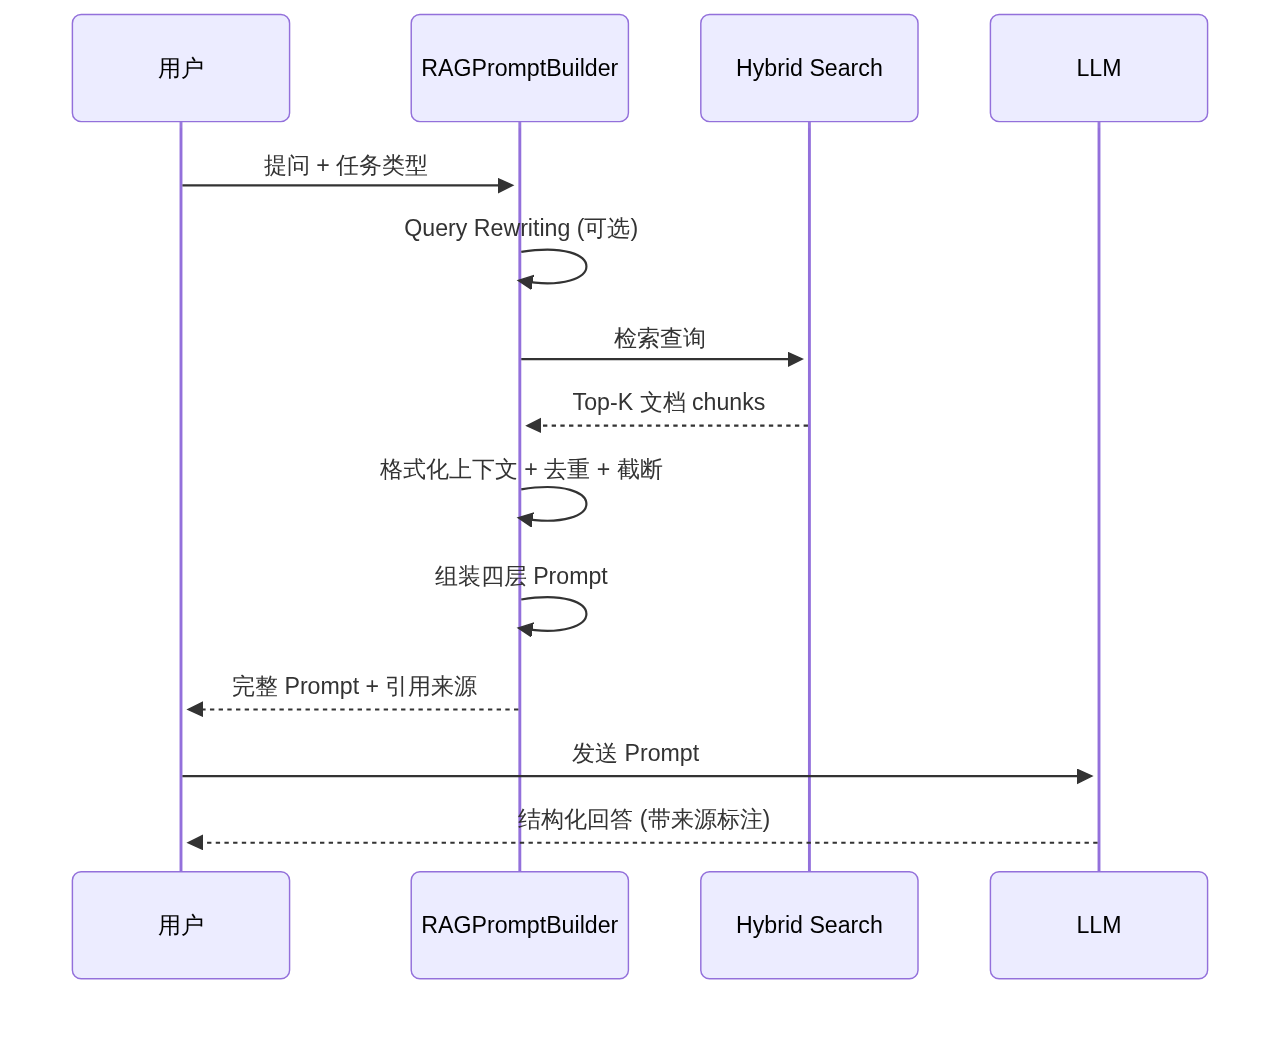 用户
RAGPromptBuilder
Hybrid Search
LLM
提问 + 任务类型
Query Rewriting (可选)
检索查询
Top-K 文档 chunks
格式化上下文 + 去重 + 截断
组装四层 Prompt
完整 Prompt + 引用来源
发送 Prompt
结构化回答 (带来源标注)
用户
RAGPromptBuilder
Hybrid Search
LLM